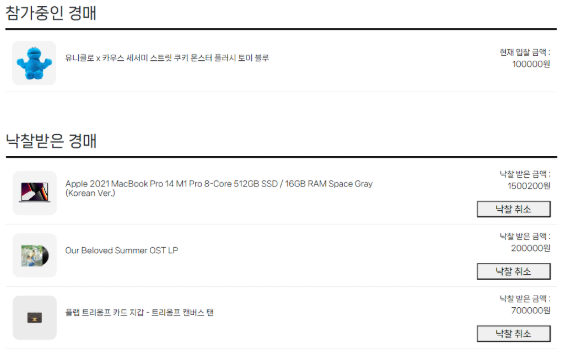 참가중인 경매
유니클로 x 카우스 세서미 스트릿 쿠키 몬스터 플러시 토이 블루
현재 입찰 금액 :
100000원
낙찰받은 경매
Apple 2021 MacBook Pro 14 M1 Pro 8-Core 512GB SSD / 16GB RAM Space Gray
(Korean Ver.)
낙찰 받은 금액 :
1500200원
낙찰 취소
Our Beloved Summer OST LP
낙찰 받은 금액 :
200000원
낙찰 취소
플랩 트리옹프 카드 지갑 - 트리옹프 캔버스 탠
낙찰 받은 금액 :
700000원
낙찰 취소